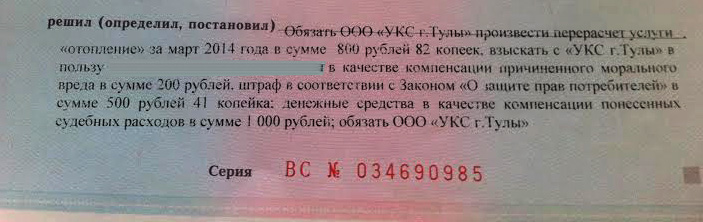 решил (определил, постановил) Обязать ООО «УКС г.Тулы» произвести перерасчет услуги
«отопление» за март 2014 года в сумме 800 рублей 82 копеек, взыскать с «УКС г.Тулы» в
пользу в качестве компенсации причиненного морального
вреда в сумме 200 рублей, штраф в соответствии с Законом «О защите прав потребителей» в
сумме 500 рублей 41 копейка; денежные средства в качестве компенсации понесенных
судебных расходов в сумме 1 000 рублей; обязать ООО «УКС г.Тулы»
Серия ВС № 034690985